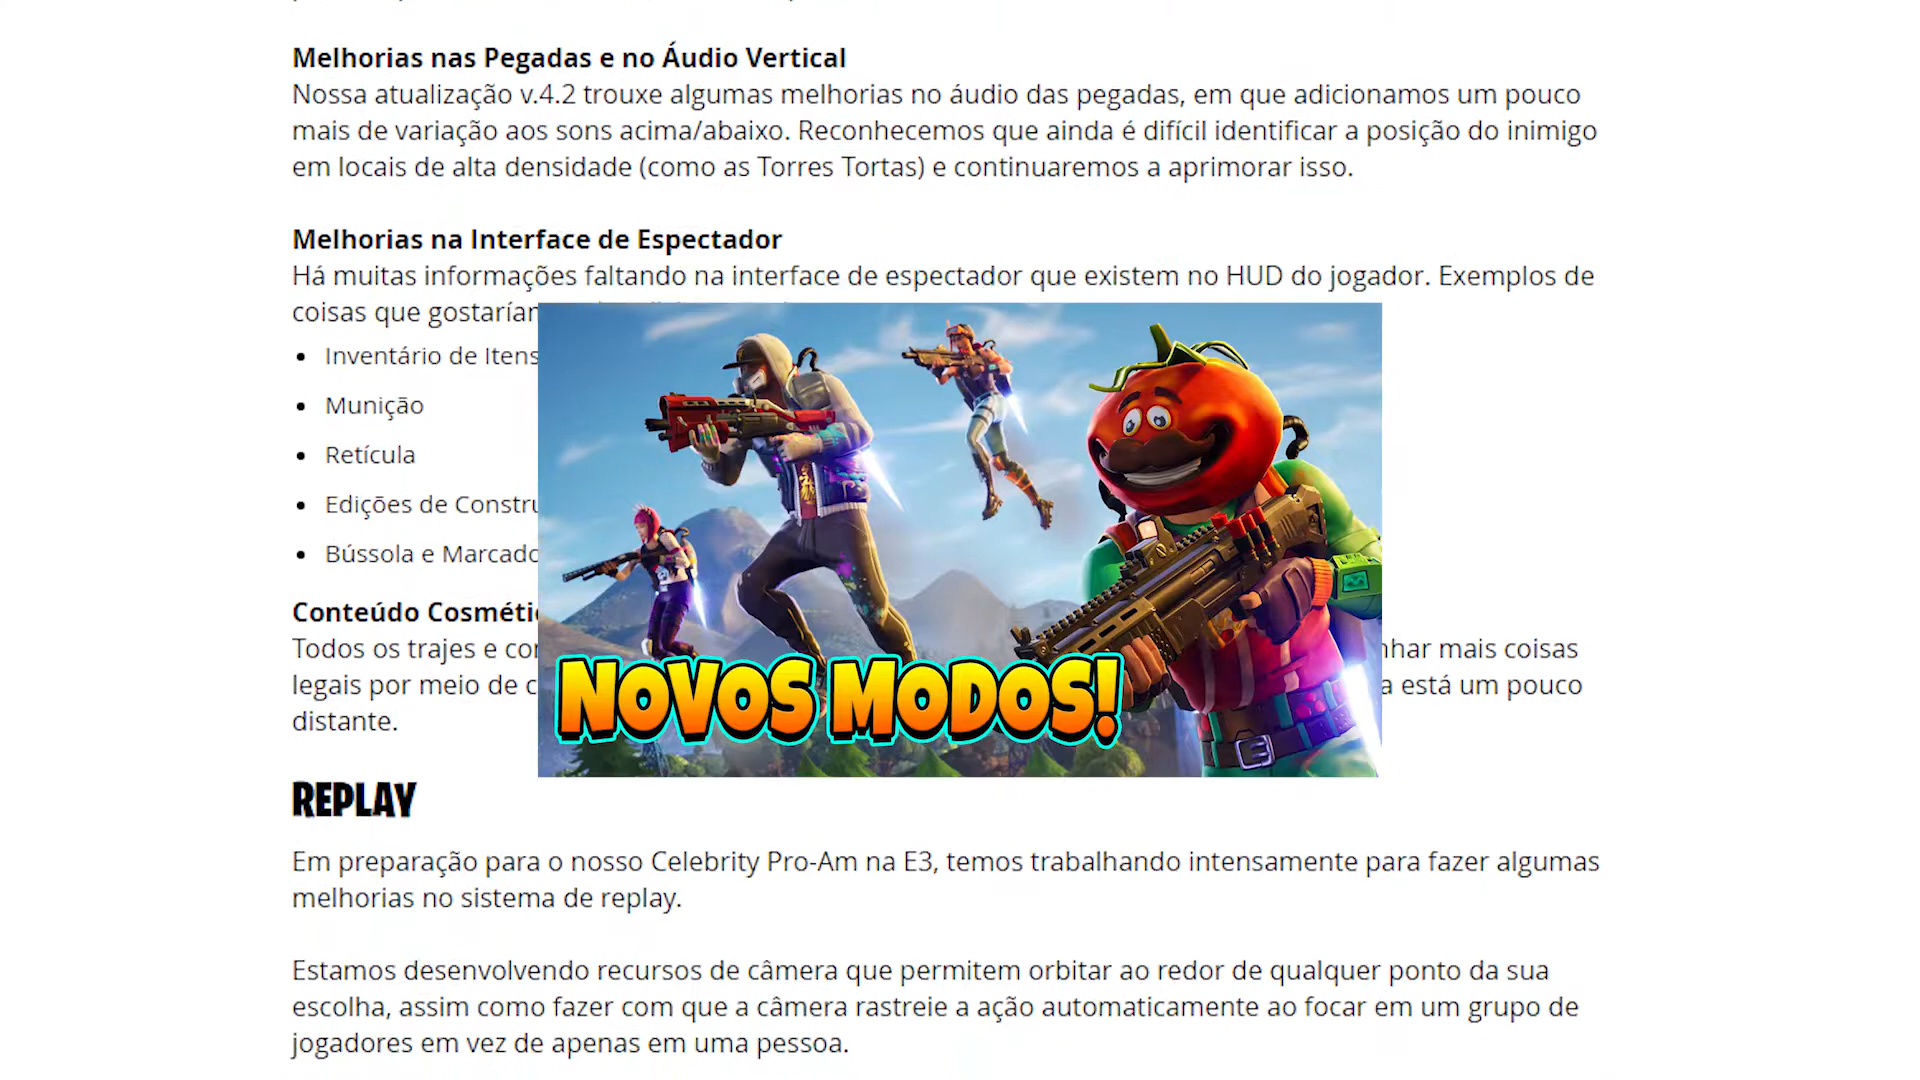 Melhorias nas Pegadas e no Áudio Vertical
Nossa atualização v.4.2 trouxe algumas melhorias no áudio das pegadas, em que adicionamos um pouco
mais de variação aos sons acima/abaixo. Reconhecemos que ainda é difícil identificar a posição do inimigo
em locais de alta densidade (como as Torres Tortas) e continuaremos a aprimorar isso.
Melhorias na Interface de Espectador
Há muitas informações faltando na interface de espectador que existem no HUD do jogador. Exemplos de
coisas que
• Inventário de Itens
• Munição
• Retícula
• Edições de
• Bússola e
Conteúdo
Todos os trajes e mais coisas
legais por meio de está um pouco
distante.
NOVOS MODOS!
REPLAY
Em preparação para o nosso Celebrity Pro-Am na E3, temos trabalhando intensamente para fazer algumas
melhorias no sistema de replay.
Estamos desenvolvendo recursos de câmera que permitem orbitar ao redor de qualquer ponto da sua
escolha, assim como fazer com que a câmera rastreie a ação automaticamente ao focar em um grupo de
jogadores em vez de apenas em uma pessoa.